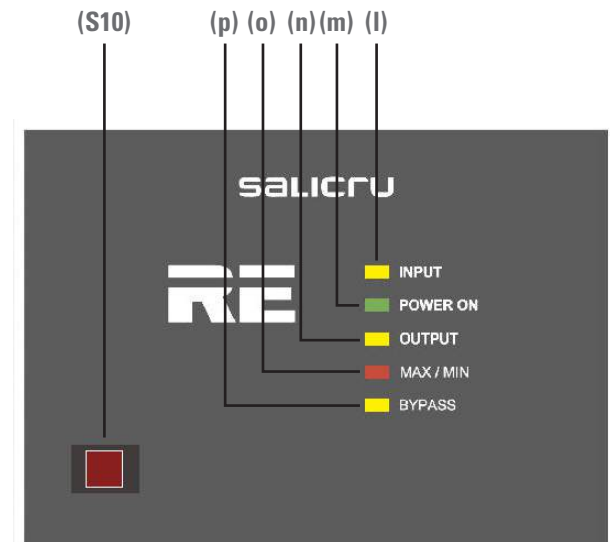 (S10) (p) (o) (n) (m) (l)
salicru
RE
INPUT
POWER ON
OUTPUT
MAX / MIN
BYPASS